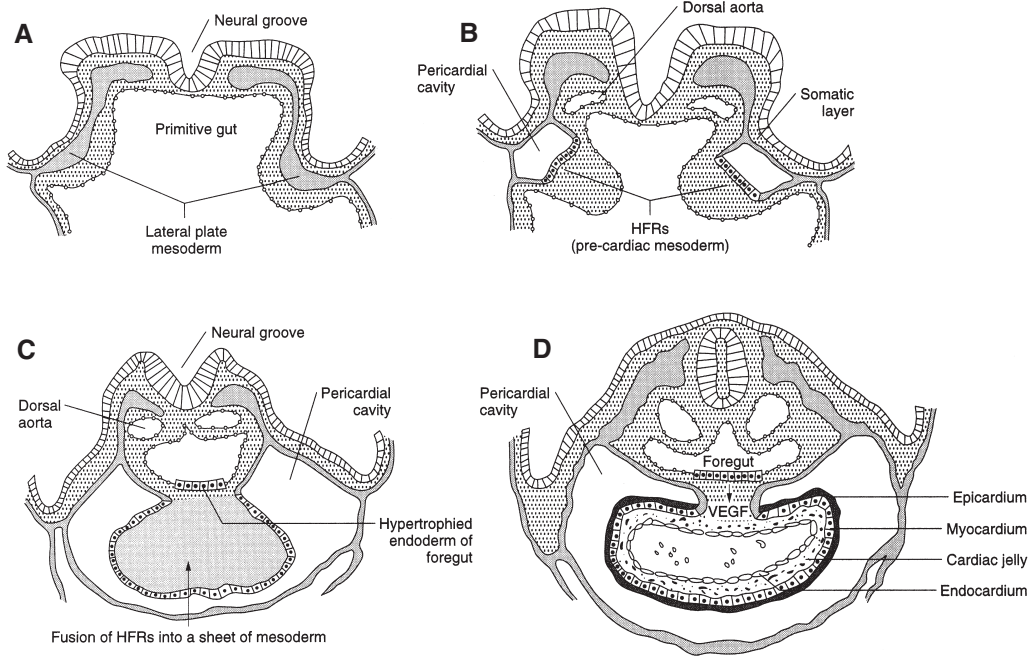 A
Neural groove
Primitive gut
Lateral plate
mesoderm
B
Dorsal aorta
Pericardial
cavity
Somatic
layer
HFRs
(pre-cardiac mesoderm)
C
Neural groove
Dorsal
aorta
Pericardial
cavity
Hypertrophied
endoderm of
foregut
Fusion of HFRs into a sheet of mesoderm
D
Pericardial
cavity
Foregut
VEGF
Epicardium
Myocardium
Cardiac jelly
Endocardium